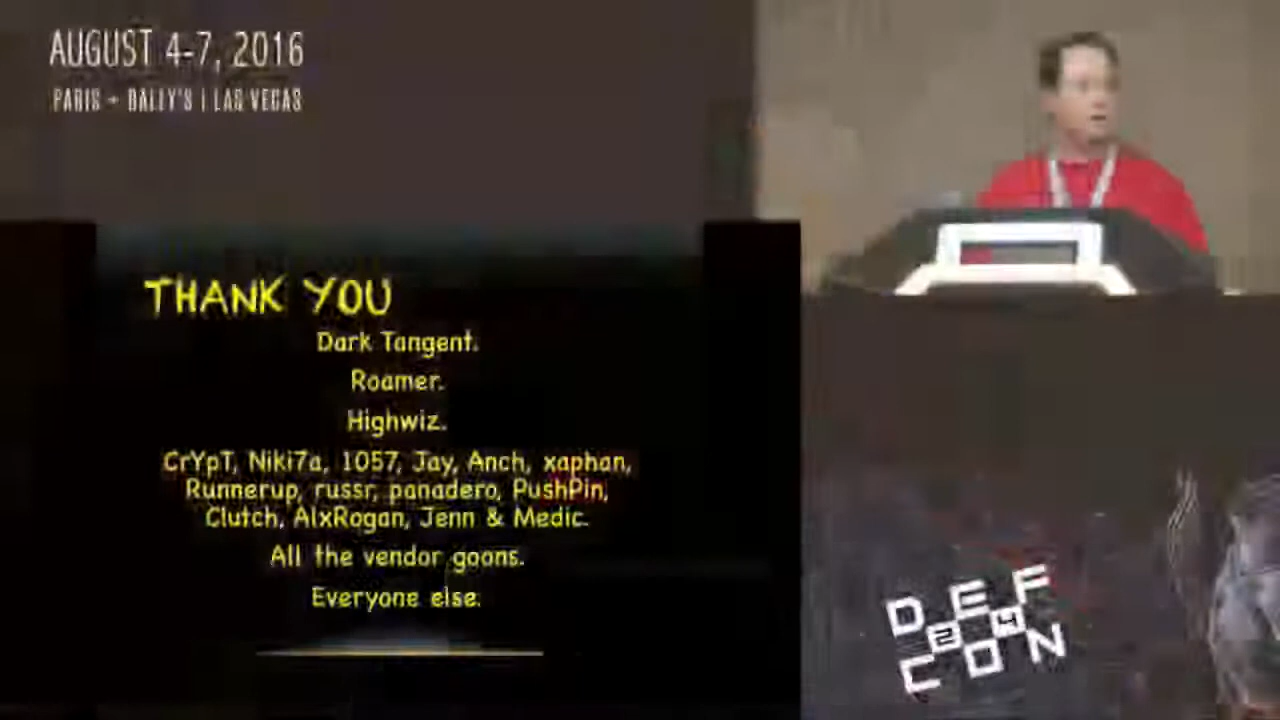 AUGUST 4-7, 2016
PARIS + BALLY'S | LAS VEGAS
THANK YOU
Dark Tangent.
Roamer.
Highwiz.
CrYpT, Niki7a, 1057, Jay, Anch, xaphan,
Runnerup, russr, panadero, PushPin,
Clutch, AlxRogan, Jenn & Medic.
All the vendor goons.
Everyone else.
DEF
24
CON